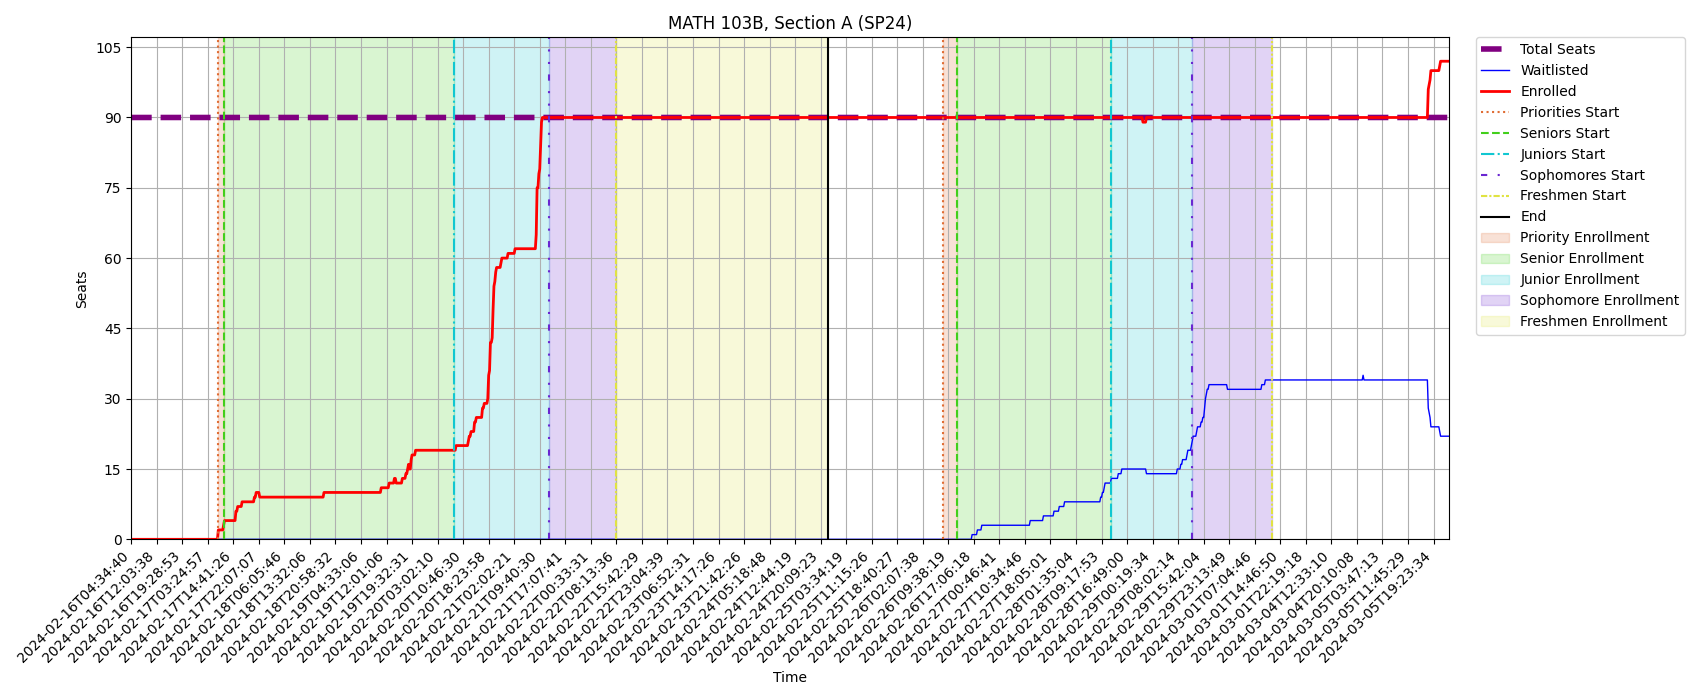 MATH 103B, Section A (SP24)
Total Seats
Waitlisted
Enrolled
Priorities Start
Seniors Start
Juniors Start
Sophomores Start
Freshmen Start
End
Priority Enrollment
Senior Enrollment
Junior Enrollment
Sophomore Enrollment
Freshmen Enrollment
Seats
105
90
75
60
45
30
15
0
2024-02-16T04:34:40
2024-02-16T12:03:38
2024-02-16T19:28:53
2024-02-17T03:24:57
2024-02-17T14:41:26
2024-02-17T22:07:07
2024-02-18T06:05:46
2024-02-18T13:32:06
2024-02-18T20:58:32
2024-02-19T04:33:06
2024-02-19T12:01:06
2024-02-19T19:32:31
2024-02-20T03:02:10
2024-02-20T10:46:30
2024-02-20T18:23:58
2024-02-21T02:02:21
2024-02-21T09:40:30
2024-02-21T17:07:41
2024-02-22T00:33:31
2024-02-22T08:13:36
2024-02-22T15:42:29
2024-02-22T23:04:39
2024-02-23T06:52:31
2024-02-23T14:17:26
2024-02-23T21:42:26
2024-02-24T05:18:48
2024-02-24T12:44:19
2024-02-24T20:09:23
2024-02-25T03:34:19
2024-02-25T11:15:26
2024-02-25T18:40:27
2024-02-26T02:07:38
2024-02-26T09:38:19
2024-02-26T17:06:18
2024-02-27T00:46:41
2024-02-27T10:34:46
2024-02-27T18:05:01
2024-02-28T01:35:04
2024-02-28T09:17:53
2024-02-28T16:49:00
2024-02-29T00:19:34
2024-02-29T08:02:14
2024-02-29T15:42:04
2024-02-29T23:13:49
2024-03-01T07:04:46
2024-03-01T14:46:50
2024-03-01T22:19:18
2024-03-04T12:33:10
2024-03-04T20:10:08
2024-03-05T03:47:13
2024-03-05T11:45:29
2024-03-05T19:23:34
Time